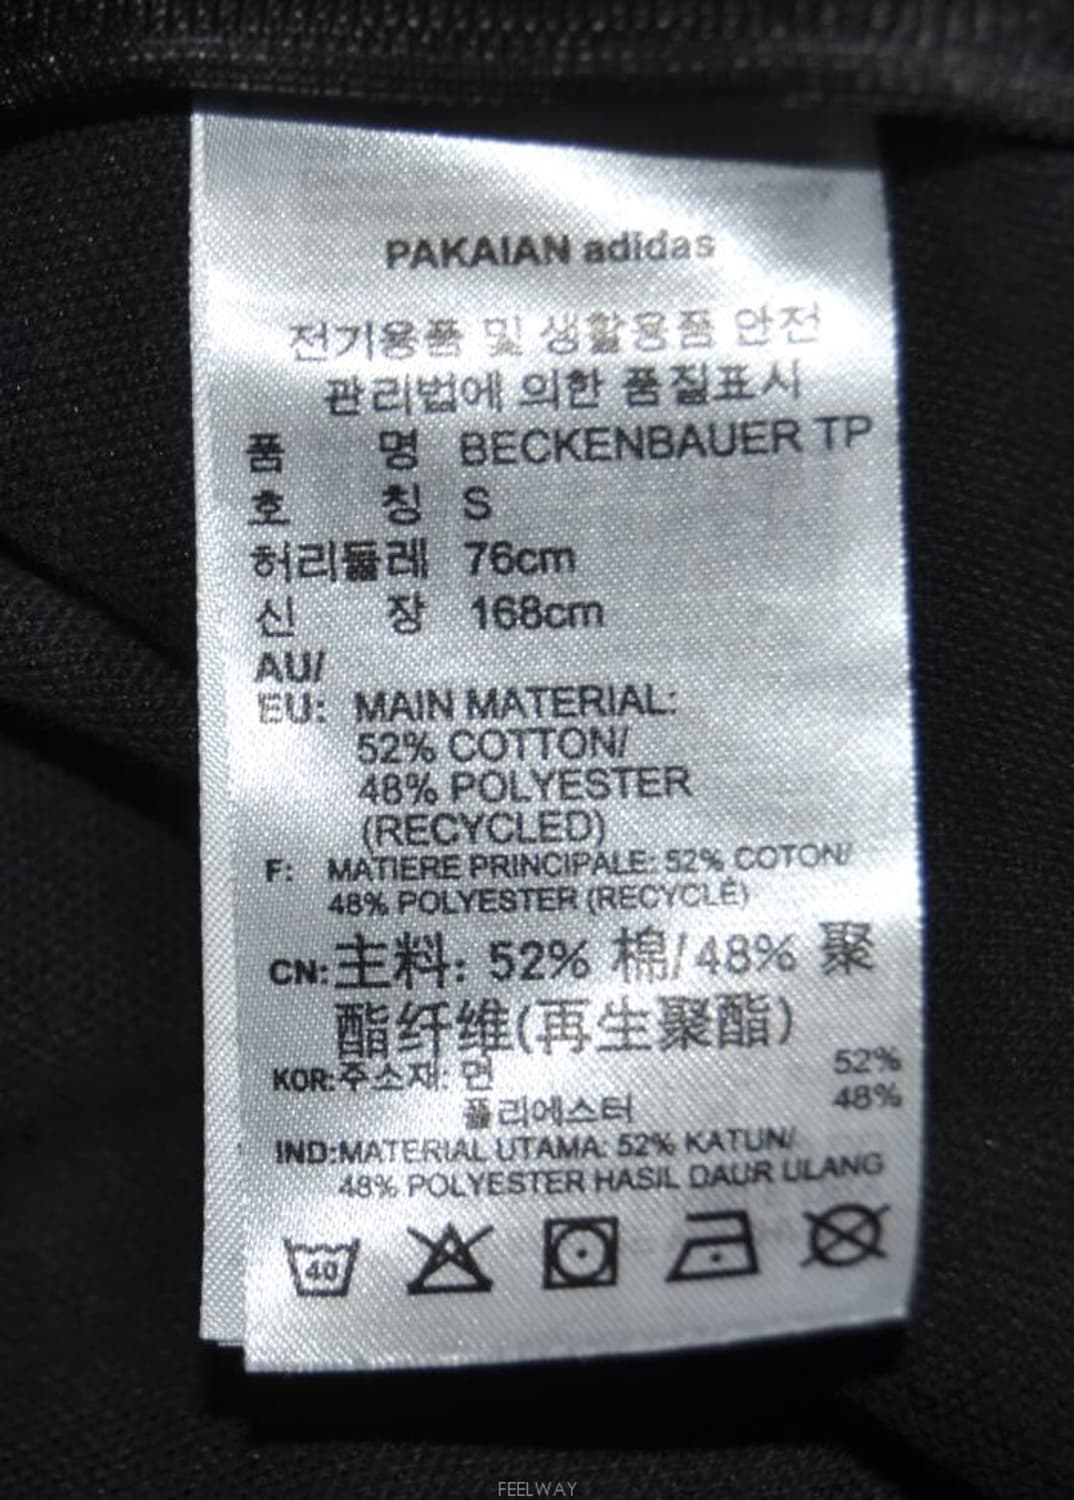 PAKAIAN adidas
전기용품 및 생활용품 안전
관리법에 의한 품질표시
품 명 BECKENBAUER TP
호 칭 S
허리둘레 76cm
신 장 168cm
AU/
EU: MAIN MATERIAL:
52% COTTON/
48% POLYESTER
(RECYCLED)
F: MATIERE PRINCIPALE: 52% COTON/
48% POLYESTER (RECYCLÉ)
CN: 主料: 52% 棉/48% 聚
酯纤维(再生聚酯)
KOR:주소재: 면 52%
폴리에스터 48%
IND:MATERIAL UTAMA: 52% KATUN/
48% POLYESTER HASIL DAUR ULANG
40
FEELWAY